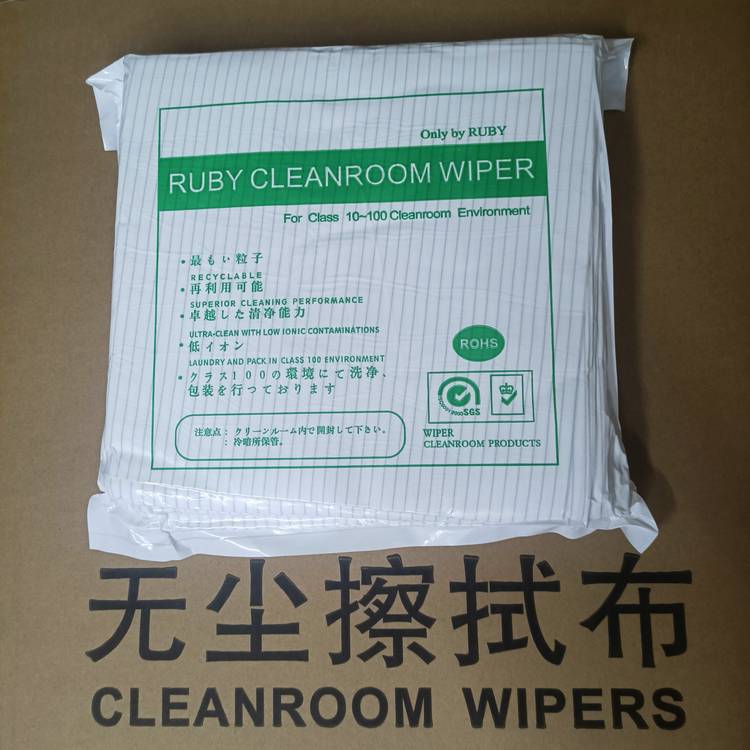 Only by RUBY
RUBY CLEANROOM WIPER
For Class 10~100 Cleanroom Environment
• 最もい粒子
RECYCLABLE
• 再利用可能
SUPERIOR CLEANING PERFORMANCE
• 卓越した清浄能力
ULTRA-CLEAN WITH LOW IONIC CONTAMINATIONS
• 低イオン
LAUNDRY AND PACK IN CLASS 100 ENVIRONMENT
• クラス100の環境にて洗浄、
包装を行っております
ROHS
SGS
WIPER
CLEANROOM PRODUCTS
注意点：クリーンルーム内で開封して下さい。
：冷暗所保管。
无尘擦拭布
CLEANROOM WIPERS